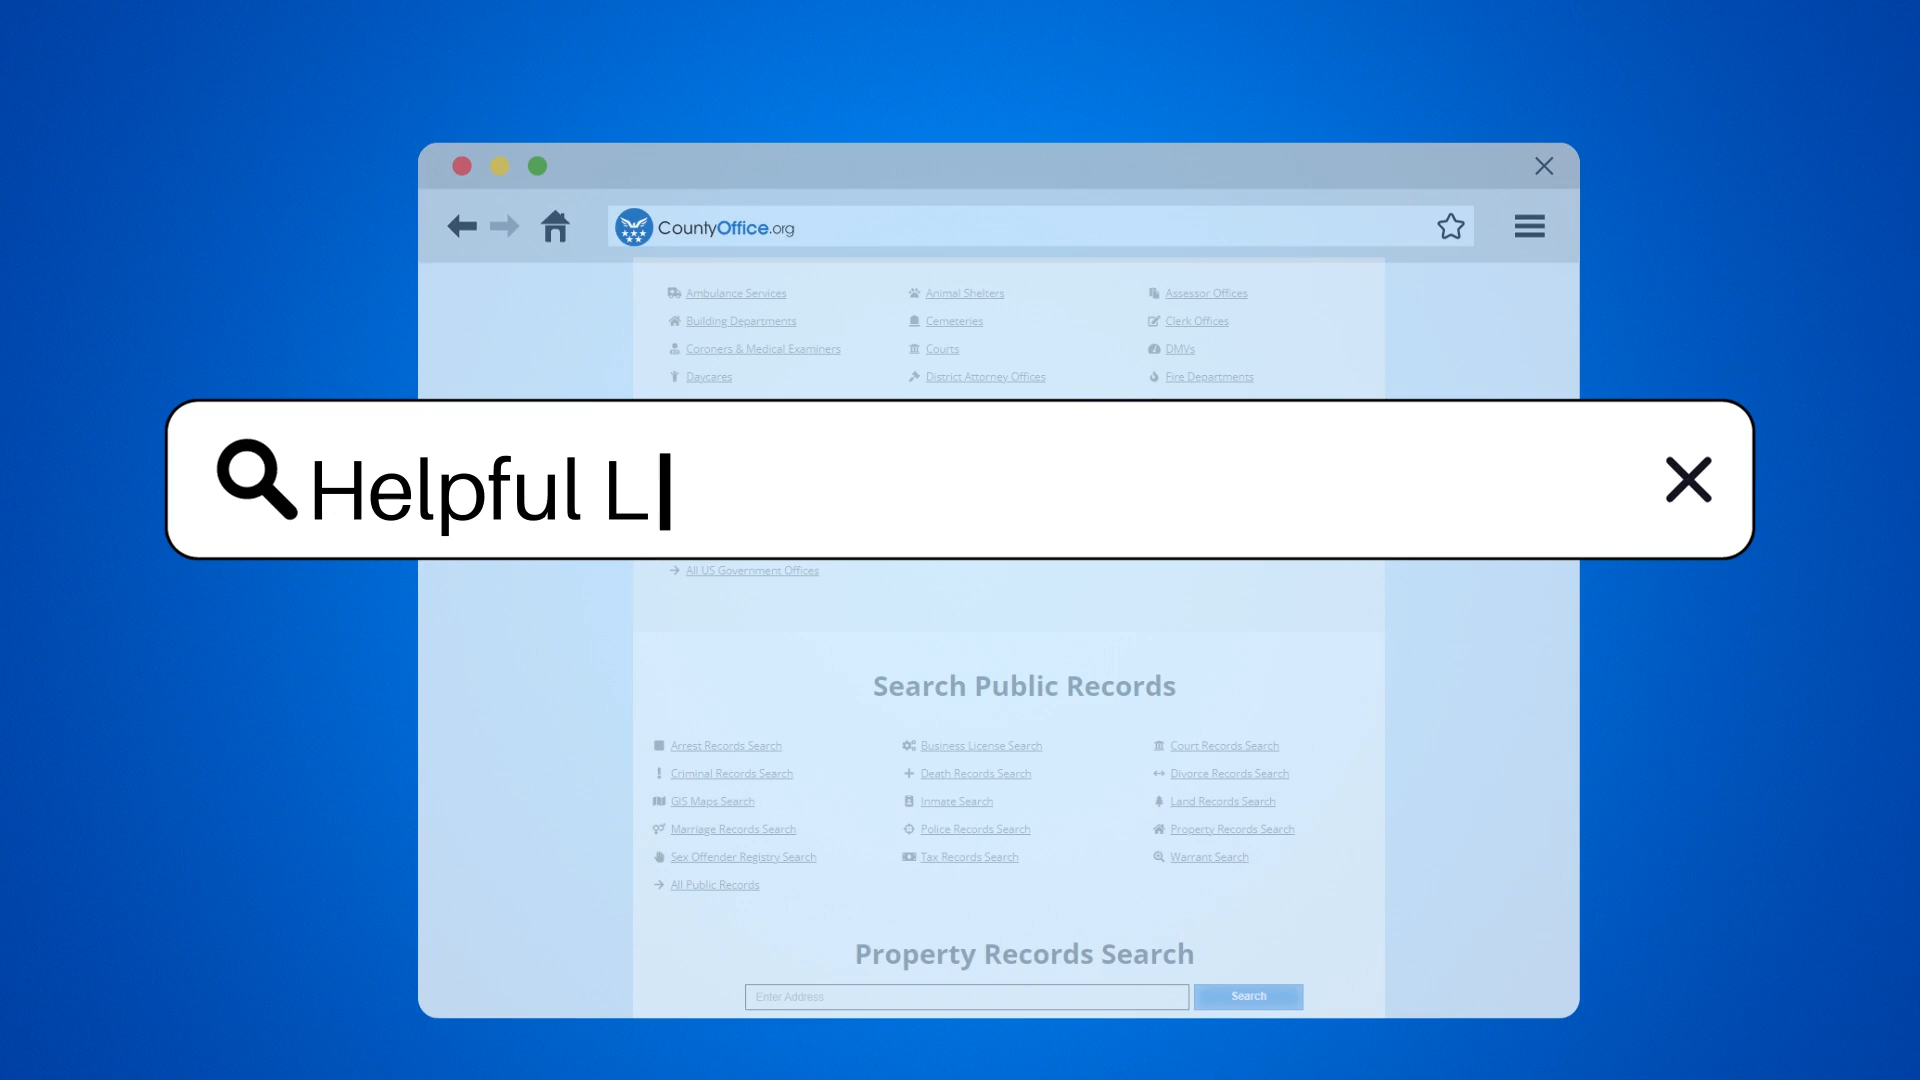 CountyOffice.org
Ambulance Services Animal Shelters Assessor Offices
Building Departments Cemeteries Clerk Offices
Coroners & Medical Examiners Courts DMVs
Daycares District Attorney Offices Fire Departments
Helpful L
All US Government Offices
Search Public Records
Arrest Records Search Business License Search Court Records Search
Criminal Records Search Death Records Search Divorce Records Search
GIS Maps Search Inmate Search Land Records Search
Marriage Records Search Police Records Search Property Records Search
Sex Offender Registry Search Tax Records Search Warrant Search
All Public Records
Property Records Search
Enter Address Search